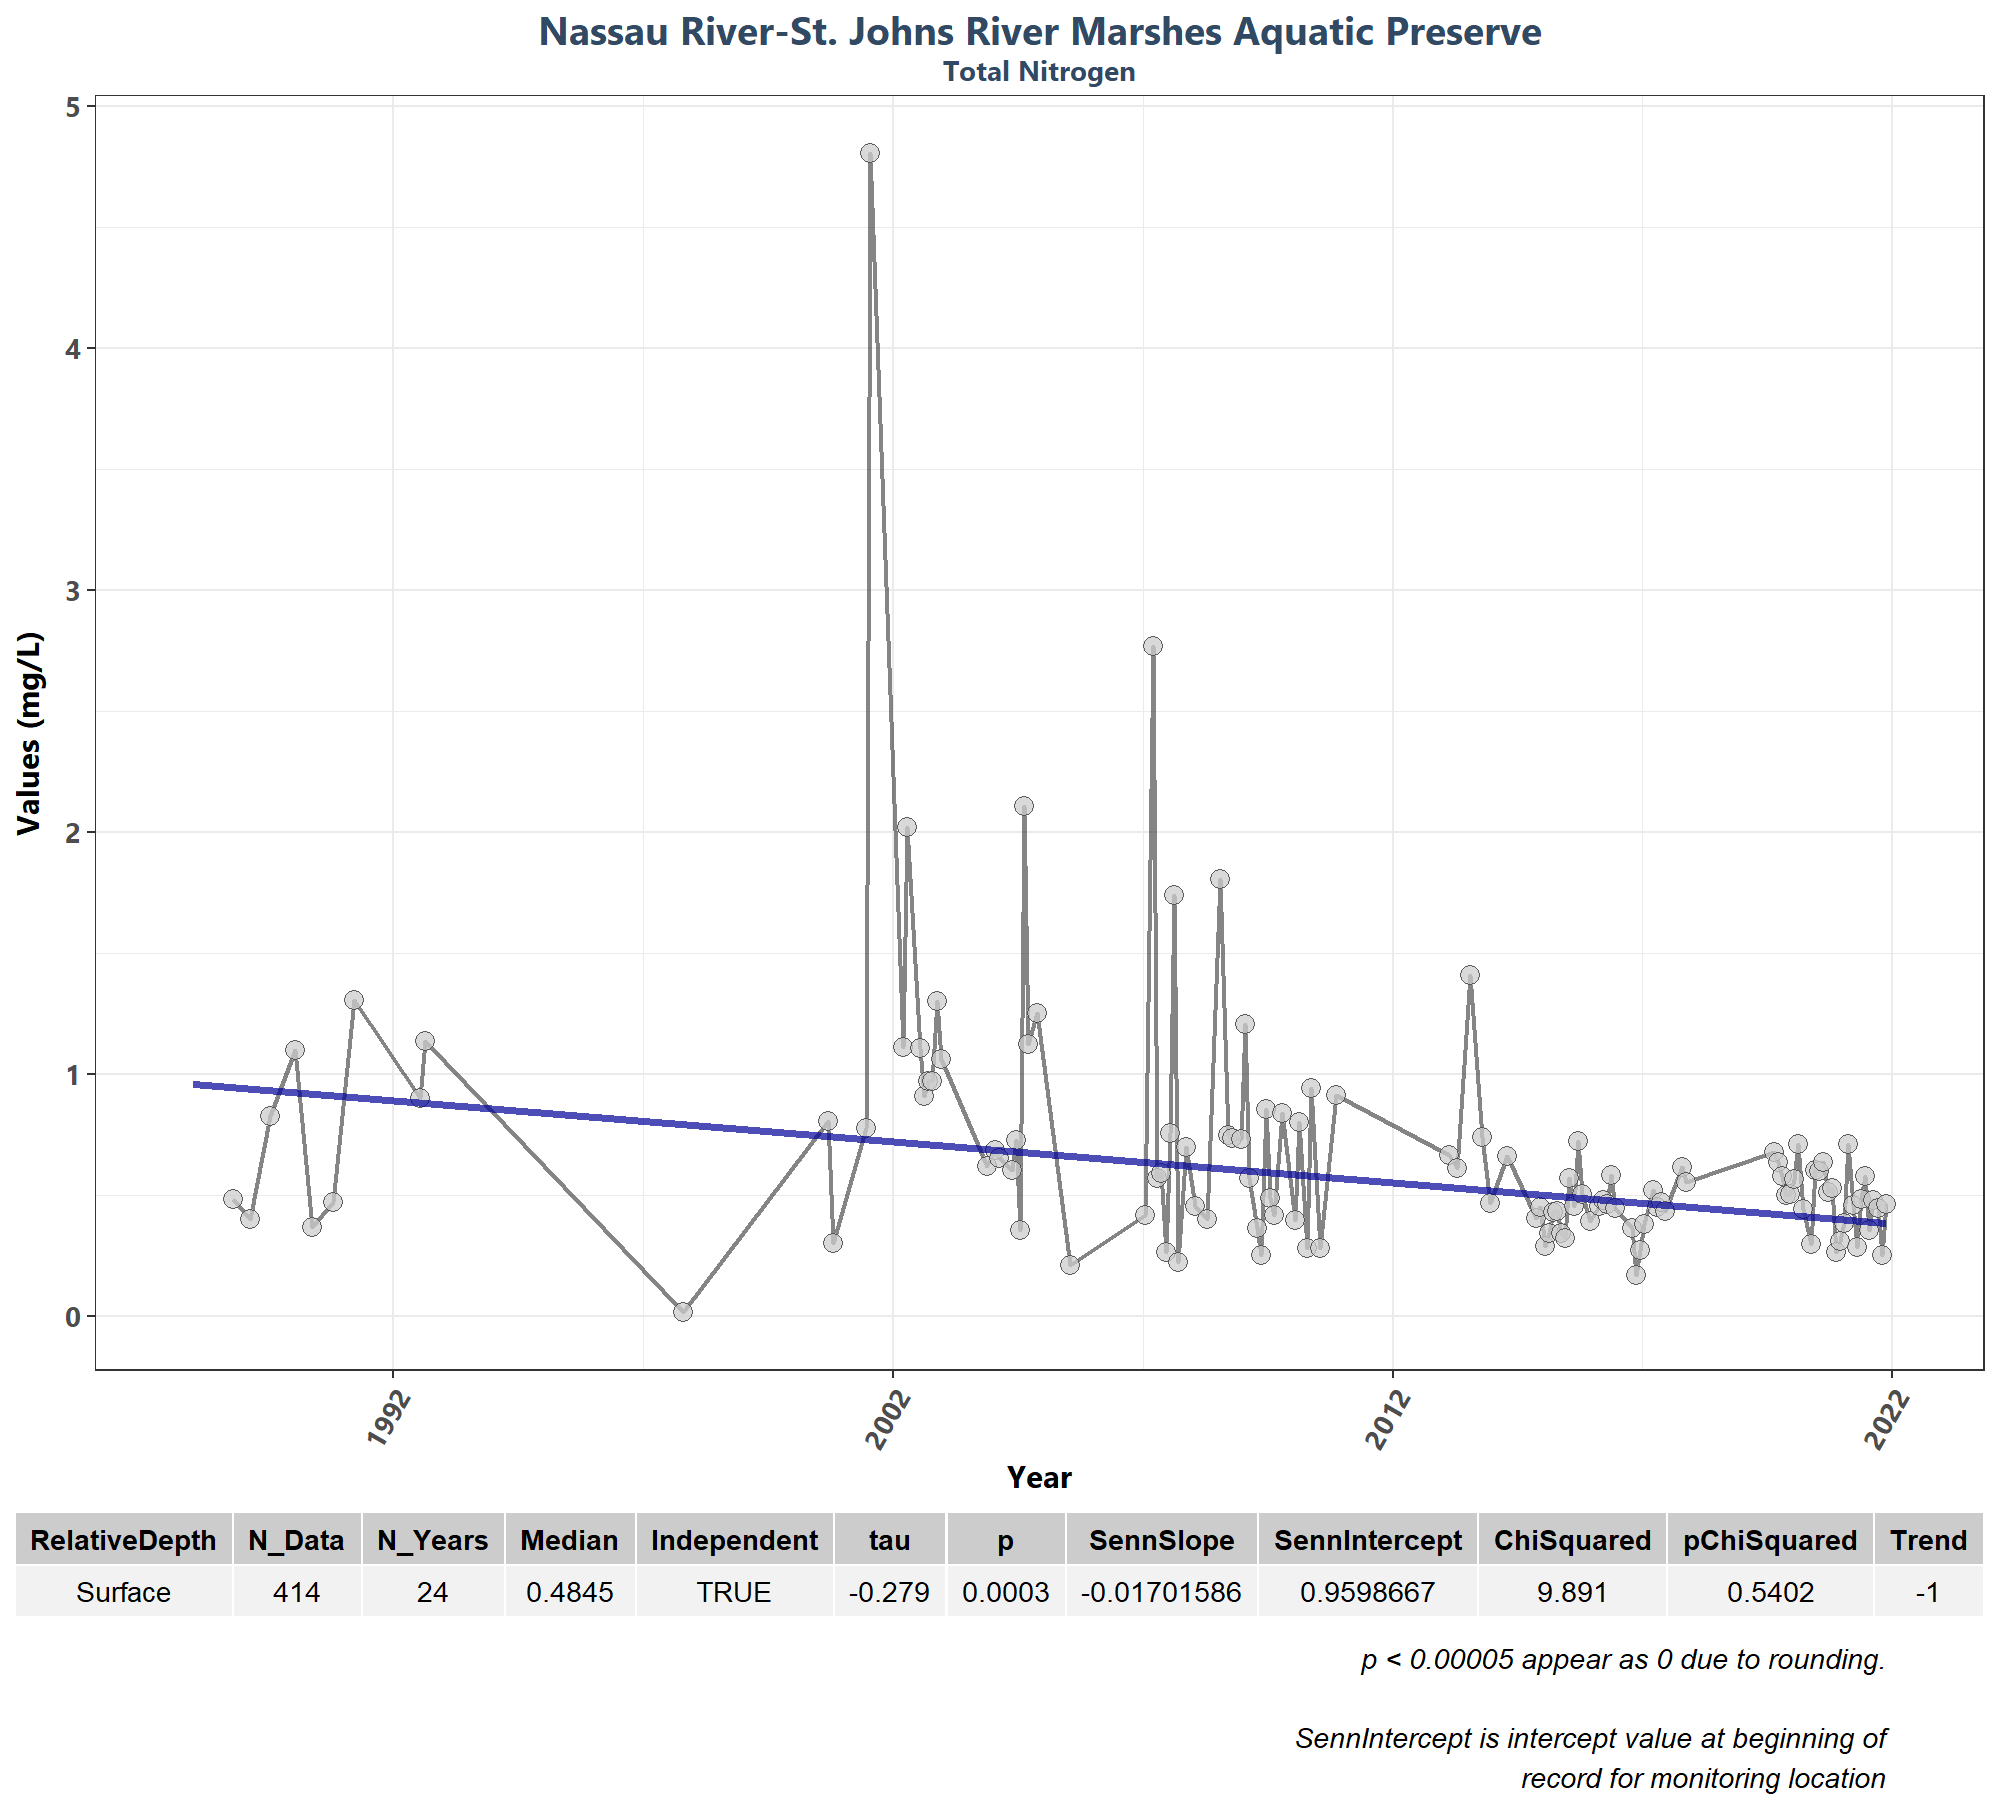 Nassau River-St. Johns River Marshes Aquatic Preserve
Total Nitrogen
5
4
3
2
1
0
Values (mg/L)
1992
2002
2012
2022
Year
RelativeDepth N_Data N_Years Median Independent tau p SennSlope SennIntercept ChiSquared pChiSquared Trend
Surface 414 24 0.4845 TRUE -0.279 0.0003 -0.01701586 0.9598667 9.891 0.5402 -1
p < 0.00005 appear as 0 due to rounding.
SennIntercept is intercept value at beginning of
record for monitoring location